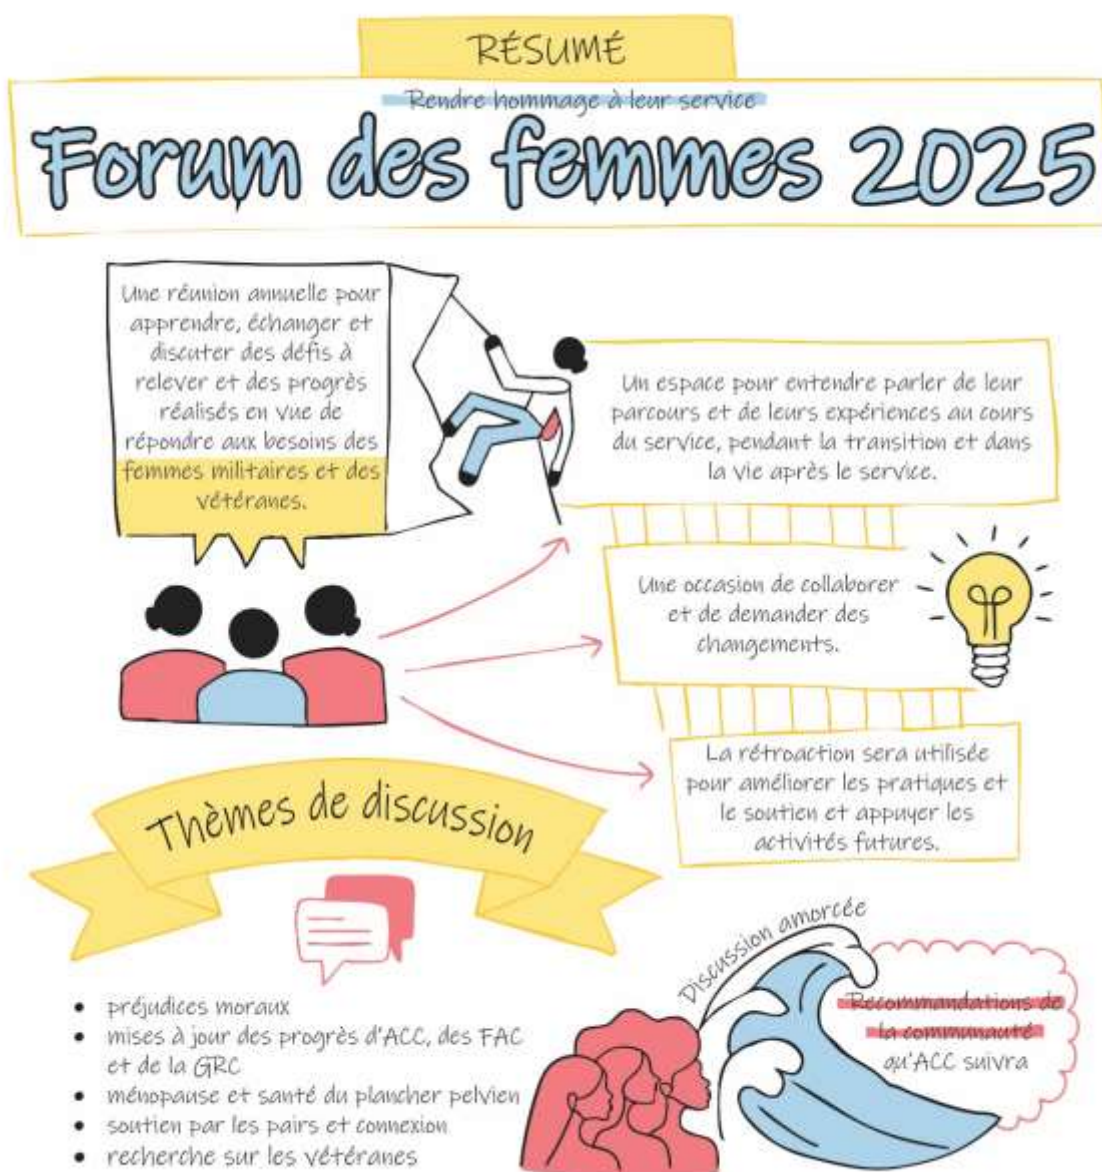 RÉSUMÉ
Rendre hommage à leur service
Forum des femmes 2025
Une réunion annuelle pour
apprendre, échanger et
discuter des défis à
relever et des progrès
réalisés en vue de
répondre aux besoins des
femmes militaires et des
vétéranes.
Un espace pour entendre parler de leur
parcours et de leurs expériences au cours
du service, pendant la transition et dans
la vie après le service.
Une occasion de collaborer
et de demander des
changements.
La rétroaction sera utilisée
pour améliorer les pratiques et
le soutien et appuyer les
activités futures.
Thèmes de discussion
préjudices moraux
mises à jour des progrès d'ACC, des FAC
et de la GRC
ménopause et santé du plancher pelvien
soutien par les pairs et connexion
recherche sur les vétéranes
Discussion amorcée
Recommandations de
la communauté
qu'ACC suivra